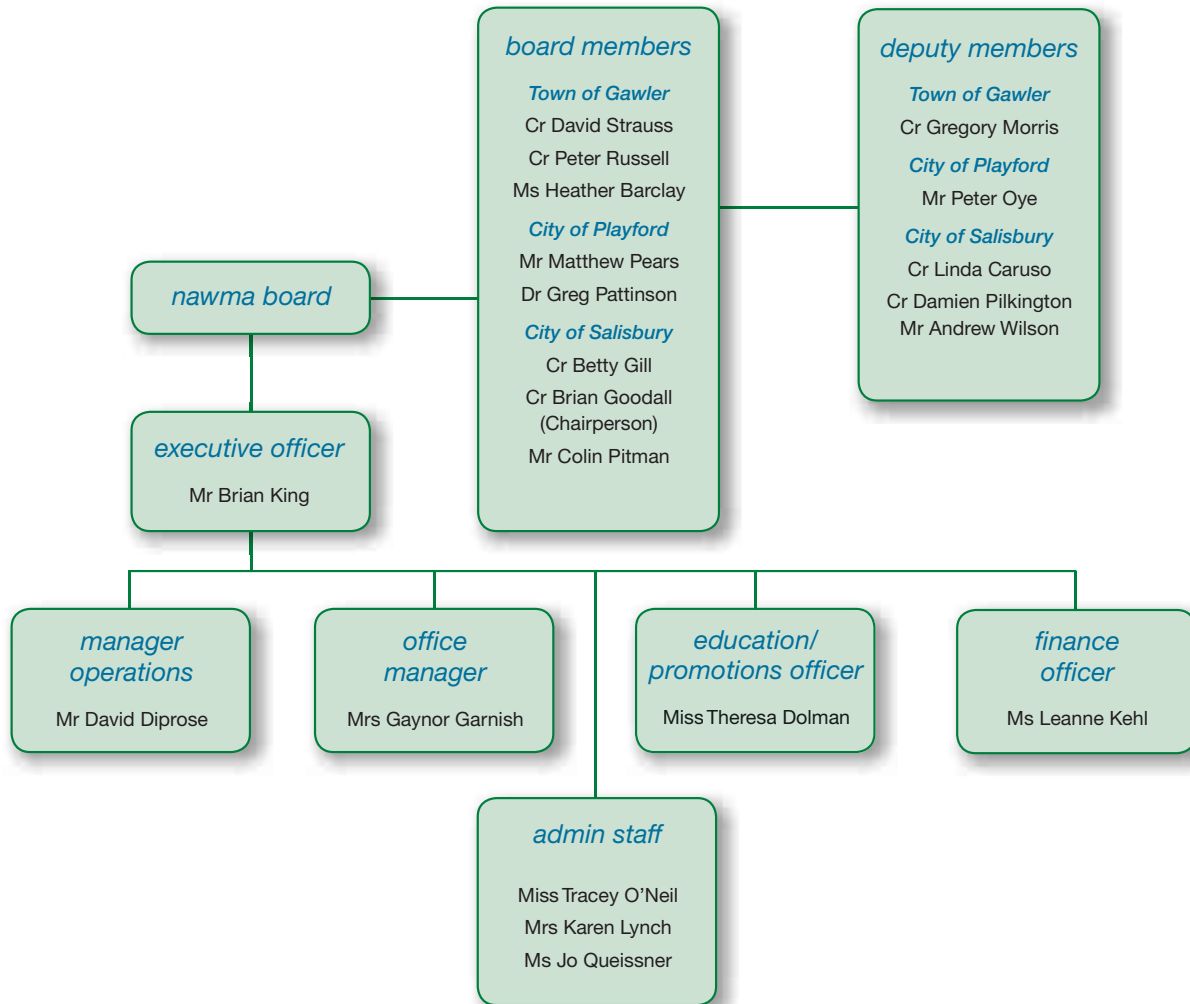 board members
Town of Gawler
Cr David Strauss
Cr Peter Russell
Ms Heather Barclay
City of Playford
Mr Matthew Pears
Dr Greg Pattinson
City of Salisbury
Cr Betty Gill
Cr Brian Goodall
(Chairperson)
Mr Colin Pitman
deputy members
Town of Gawler
Cr Gregory Morris
City of Playford
Mr Peter Oye
City of Salisbury
Cr Linda Caruso
Cr Damien Pilkington
Mr Andrew Wilson
nawma board
executive officer
Mr Brian King
manager
operations
Mr David Diprose
office
manager
Mrs Gaynor Garnish
education/
promotions officer
Miss Theresa Dolman
finance
officer
Ms Leanne Kehl
admin staff
Miss Tracey O’Neil
Mrs Karen Lynch
Ms Jo Queissner